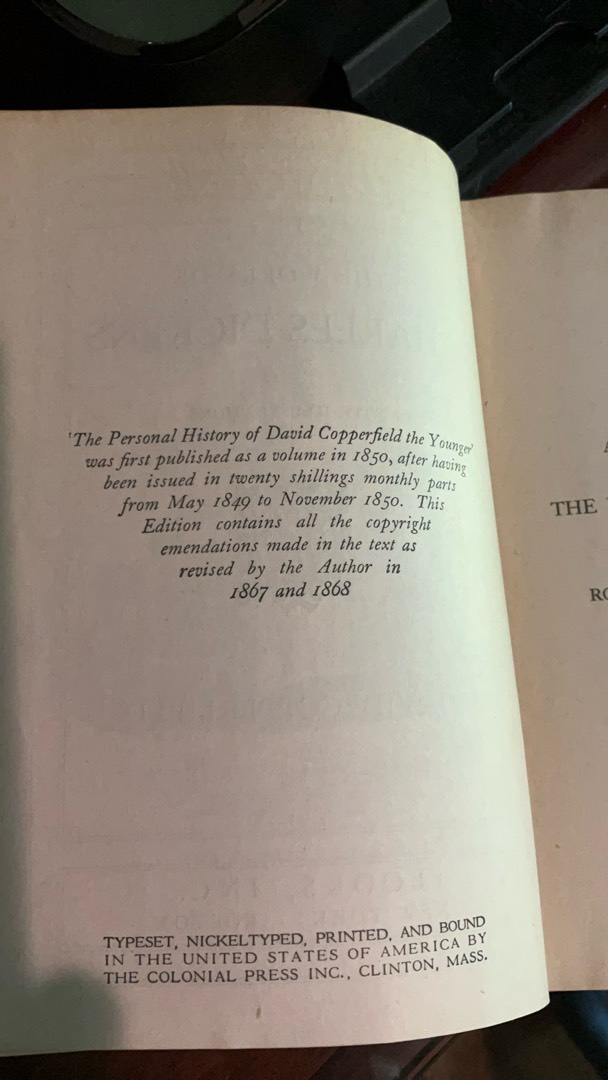 'The Personal History of David Copperfield the Younger'
was first published as a volume in 1850, after having
been issued in twenty shillings monthly parts
from May 1849 to November 1850. This
Edition contains all the copyright
emendations made in the text as
revised by the Author in
1867 and 1868
TYPESET, NICKELTYPED, PRINTED, AND BOUND
IN THE UNITED STATES OF AMERICA BY
THE COLONIAL PRESS INC., CLINTON, MASS.
THE